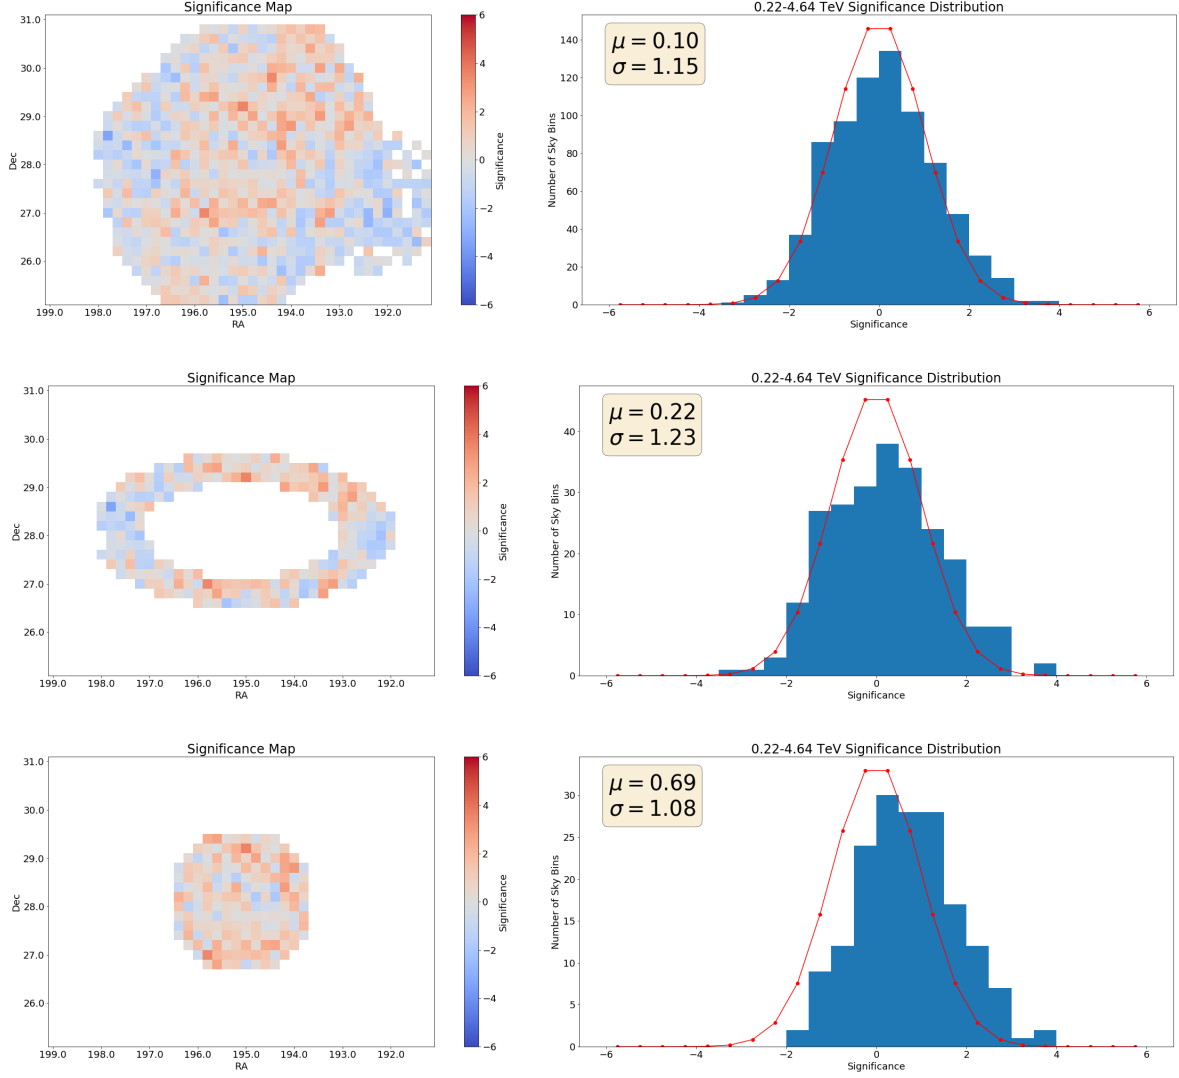 Significance Map
31.0
30.0
29.0
28.0
27.0
26.0
Dec
199.0 198.0 197.0 196.0 195.0 194.0 193.0 192.0
RA
6
4
2
0
−2
−4
−6
Significance
0.22-4.64 TeV Significance Distribution
μ = 0.10
σ = 1.15
140
120
100
80
60
40
20
0
Number of Sky Bins
−6 −4 −2 0 2 4 6
Significance
Significance Map
31.0
30.0
29.0
28.0
27.0
26.0
Dec
199.0 198.0 197.0 196.0 195.0 194.0 193.0 192.0
RA
6
4
2
0
−2
−4
−6
Significance
0.22-4.64 TeV Significance Distribution
μ = 0.22
σ = 1.23
40
30
20
10
0
Number of Sky Bins
−6 −4 −2 0 2 4 6
Significance
Significance Map
31.0
30.0
29.0
28.0
27.0
26.0
Dec
199.0 198.0 197.0 196.0 195.0 194.0 193.0 192.0
RA
6
4
2
0
−2
−4
−6
Significance
0.22-4.64 TeV Significance Distribution
μ = 0.69
σ = 1.08
30
25
20
15
10
5
0
Number of Sky Bins
−6 −4 −2 0 2 4 6
Significance